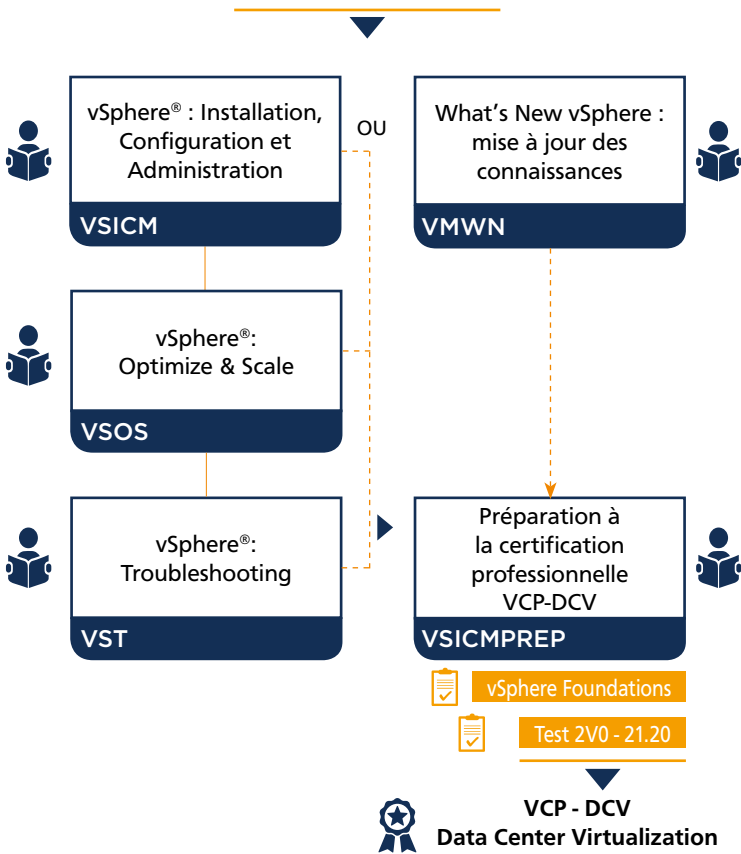 vSphere® : Installation,
Configuration et
Administration
VSICM
OU
What's New vSphere :
mise à jour des
connaissances
VMWN
vSphere®:
Optimize & Scale
VSOS
vSphere®:
Troubleshooting
VST
Préparation à
la certification
professionnelle
VCP-DCV
VSICMPREP
vSphere Foundations
Test 2V0 - 21.20
VCP - DCV
Data Center Virtualization